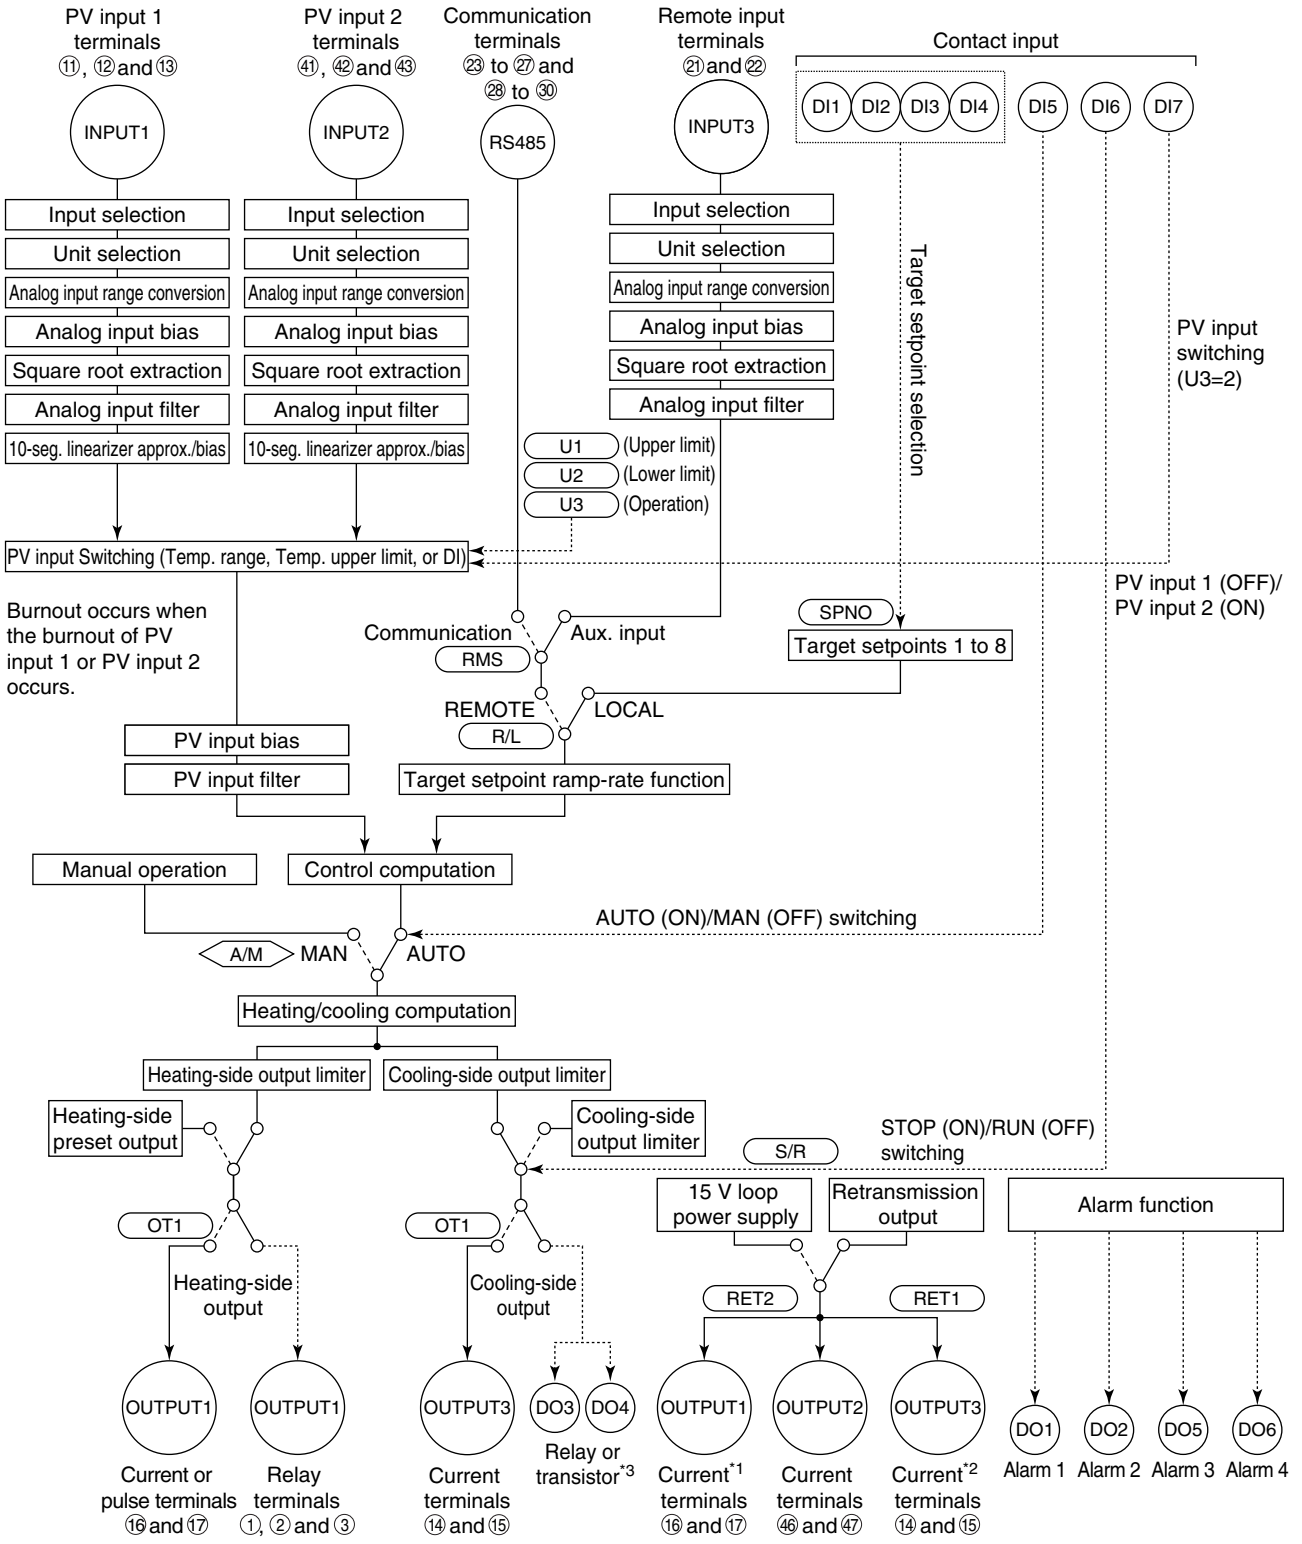 PV input 1
terminals
⑪, ⑫ and ⑬
PV input 2
terminals
㊶, ㊷ and ㊸
Communication
terminals
㉓ to ㉗ and
㉘ to ㉚
Remote input
terminals
㉑ and ㉒
Contact input
INPUT1
INPUT2
RS485
INPUT3
DI1
DI2
DI3
DI4
DI5
DI6
DI7
Input selection
Unit selection
Analog input range conversion
Analog input bias
Square root extraction
Analog input filter
10-seg. linearizer approx./bias
Input selection
Unit selection
Analog input range conversion
Analog input bias
Square root extraction
Analog input filter
10-seg. linearizer approx./bias
Input selection
Unit selection
Analog input range conversion
Analog input bias
Square root extraction
Analog input filter
Target setpoint selection
PV input
switching
(U3=2)
U1 (Upper limit)
U2 (Lower limit)
U3 (Operation)
PV input Switching (Temp. range, Temp. upper limit, or DI)
PV input 1 (OFF)/
PV input 2 (ON)
Burnout occurs when
the burnout of PV
input 1 or PV input 2
occurs.
Communication
Aux. input
RMS
SPNO
Target setpoints 1 to 8
REMOTE
LOCAL
R/L
PV input bias
PV input filter
Target setpoint ramp-rate function
Manual operation
Control computation
AUTO (ON)/MAN (OFF) switching
A/M
MAN
AUTO
Heating/cooling computation
Heating-side output limiter
Cooling-side output limiter
Heating-side
preset output
Cooling-side
output limiter
STOP (ON)/RUN (OFF)
switching
S/R
15 V loop
power supply
Retransmission
output
Alarm function
OT1
OT1
Heating-side
output
Cooling-side
output
RET2
RET1
OUTPUT1
OUTPUT1
OUTPUT3
DO3
DO4
OUTPUT1
OUTPUT2
OUTPUT3
DO1
DO2
DO5
DO6
Current or
pulse terminals
⑯ and ⑰
Relay
terminals
①, ② and ③
Current
terminals
⑭ and ⑮
Relay or
transistor*3
Current*1
terminals
⑯ and ⑰
Current
terminals
㊻ and ㊼
Current*2
terminals
⑭ and ⑮
Alarm 1
Alarm 2
Alarm 3
Alarm 4